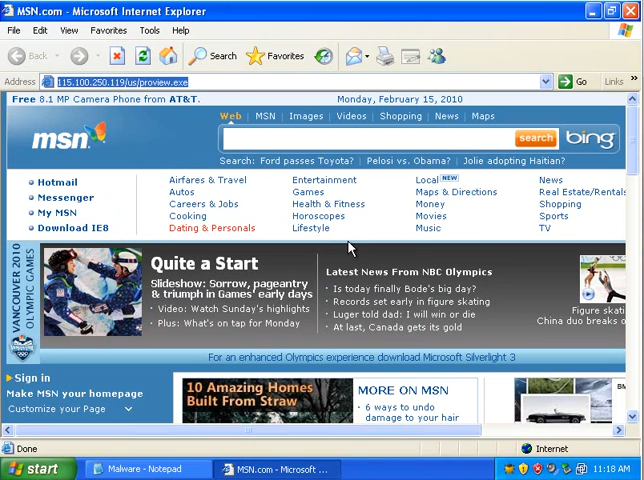 MSN.com - Microsoft Internet Explorer
File Edit View Favorites Tools Help
Back Search Favorites
Address 115.100.250.119/us/proview.exe Go Links »
Free 8.1 MP Camera Phone from AT&T. Monday, February 15, 2010
Web MSN Images Videos Shopping News Maps
msn search bing
Search: Ford passes Toyota? | Pelosi vs. Obama? | Jolie adopting Haitian?
Hotmail
Messenger
My MSN
Download IE8
Airfares & Travel
Autos
Careers & Jobs
Cooking
Dating & Personals
Entertainment
Games
Health & Fitness
Horoscopes
Lifestyle
Local NEW
Maps & Directions
Money
Movies
Music
News
Real Estate/Rentals
Shopping
Sports
TV
VANCOUVER 2010
OLYMPIC GAMES
Quite a Start
Slideshow: Sorrow, pageantry
& triumph in Games' early days
Video: Watch Sunday's highlights
Plus: What's on tap for Monday
Latest News From NBC Olympics
Is today finally Bode's big day?
Records set early in figure skating
Luger told dad: I will win or die
At last, Canada gets its gold
Figure skati
China duo breaks o
For an enhanced Olympics experience download Microsoft Silverlight 3
Sign in
Make MSN your homepage
Customize your Page
10 Amazing Homes
Built From Straw
MORE ON MSN
6 ways to undo
damage to your hair
BM
Done Internet
start Malware - Notepad MSN.com - Microsoft ... 11:18 AM